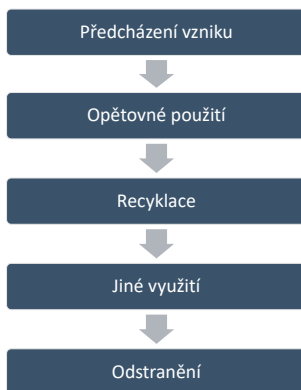 Předcházení vzniku
Opětovné použití
Recyklace
Jiné využití
Odstranění